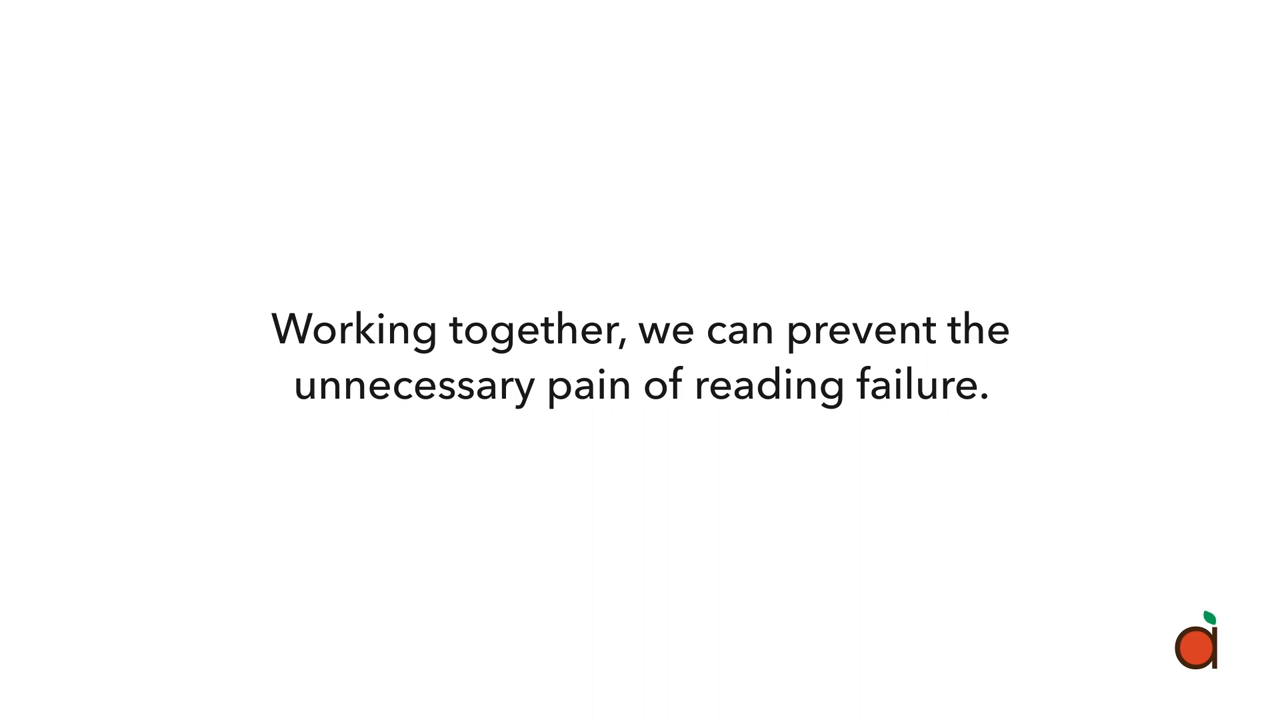 Working together, we can prevent the
unnecessary pain of reading failure.
a